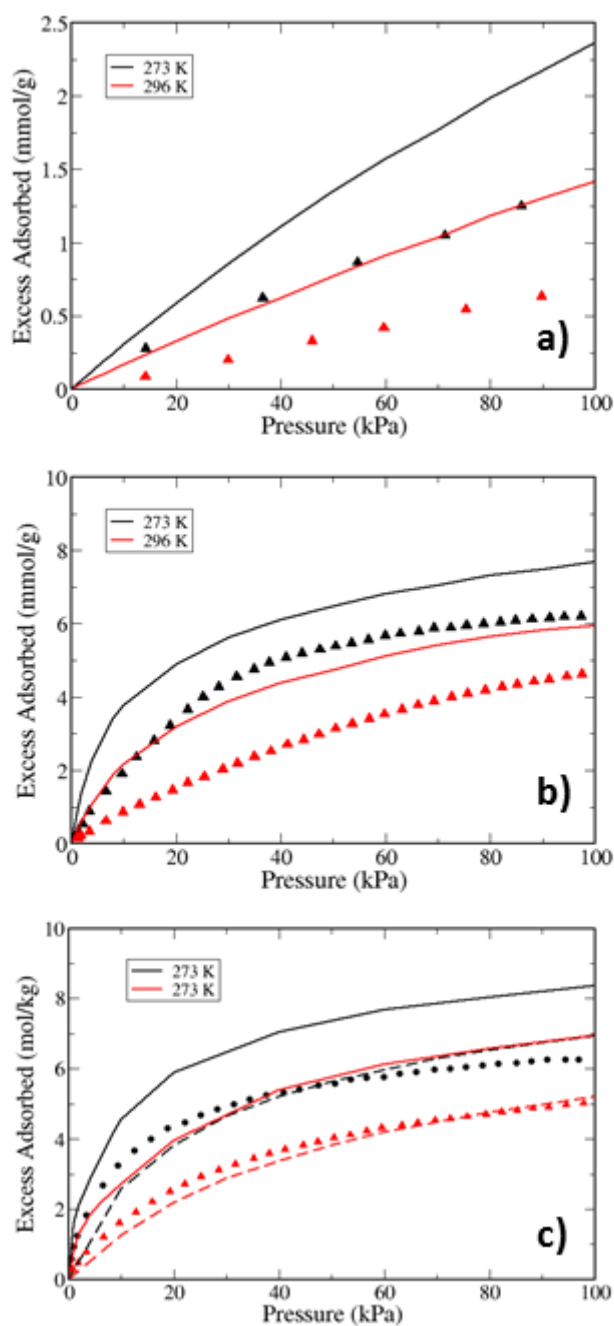 2.5
2
1.5
1
0.5
0
Excess Adsorbed (mmol/g)
273 K
296 K
a)
0 20 40 60 80 100
Pressure (kPa)
10
8
6
4
2
0
Excess Adsorbed (mmol/g)
273 K
296 K
b)
0 20 40 60 80 100
Pressure (kPa)
10
8
6
4
2
0
Excess Adsorbed (mol/kg)
273 K
273 K
c)
0 20 40 60 80 100
Pressure (kPa)